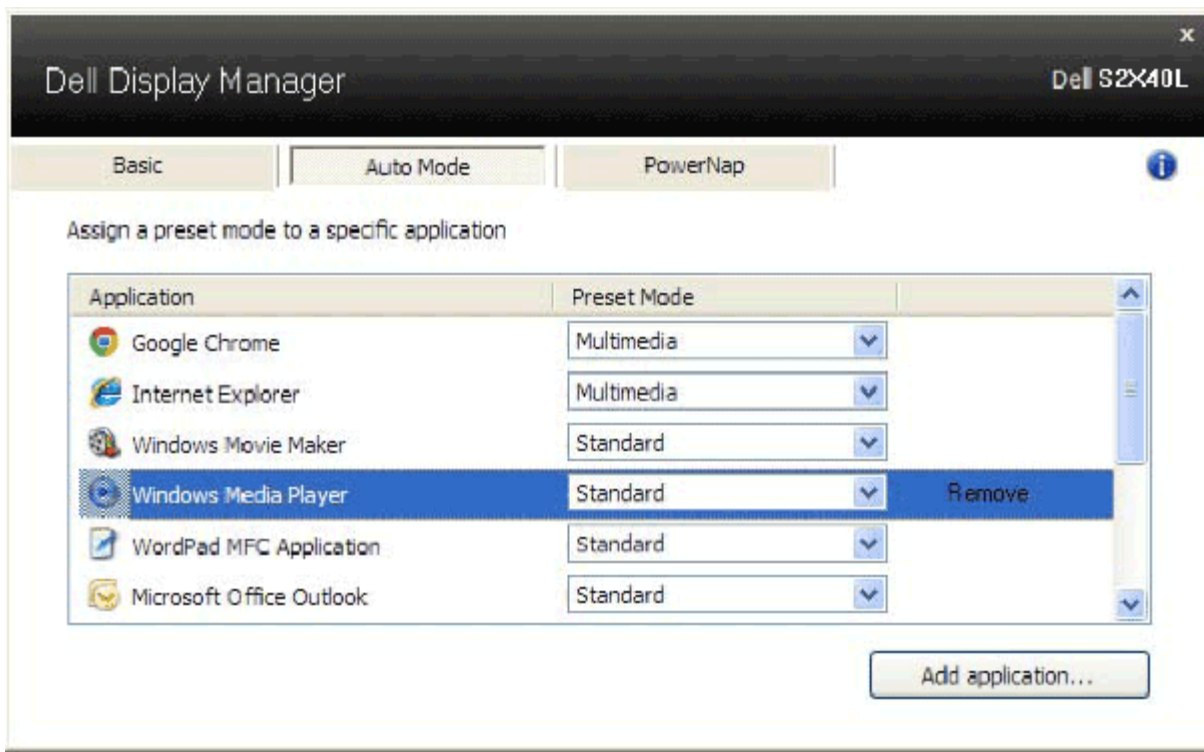 x
Dell Display Manager
Dell S2X40L
Basic
Auto Mode
PowerNap
i
Assign a preset mode to a specific application
Application Preset Mode
Google Chrome Multimedia
Internet Explorer Multimedia
Windows Movie Maker Standard
Windows Media Player Standard Remove
WordPad MFC Application Standard
Microsoft Office Outlook Standard
Add application...